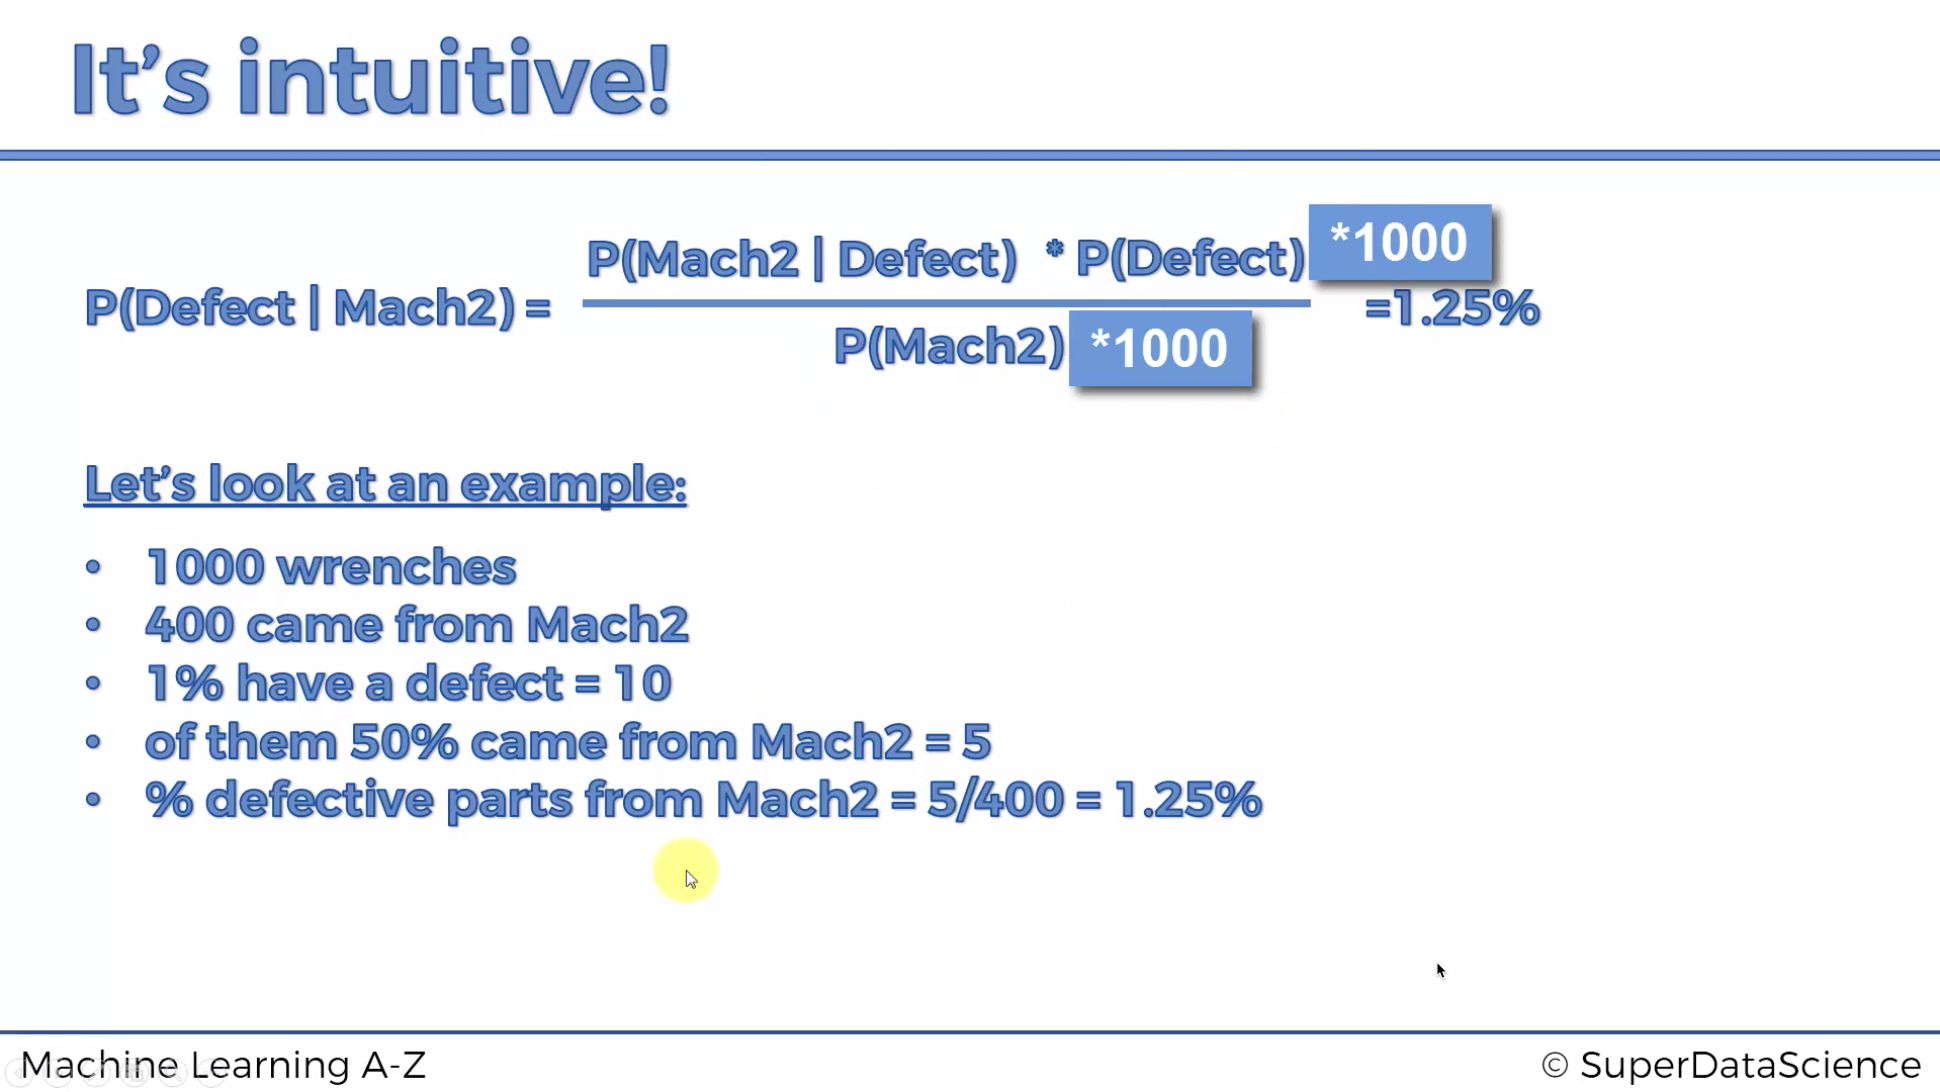 It’s intuitive!
P(Mach2 | Defect) * P(Defect) *1000
P(Defect | Mach2) = =1.25%
P(Mach2) *1000
Let’s look at an example:
• 1000 wrenches
• 400 came from Mach2
• 1% have a defect = 10
• of them 50% came from Mach2 = 5
• % defective parts from Mach2 = 5/400 = 1.25%
Machine Learning A-Z
© SuperDataScience